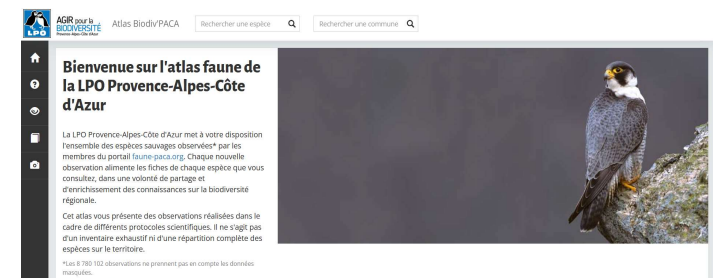 AGIR pour la
BIODIVERSITÉ
Provence-Alpes-Côte d'Azur
LPO
Atlas Biodiv'PACA
Rechercher une espèce
Rechercher une commune
Bienvenue sur l'atlas faune de
la LPO Provence-Alpes-Côte
d'Azur
La LPO Provence-Alpes-Côte d'Azur met à votre disposition
l'ensemble des espèces sauvages observées* par les
membres du portail faune-paca.org. Chaque nouvelle
observation alimente les fiches de chaque espèce que vous
consultez, dans une volonté de partage et
d'enrichissement des connaissances sur la biodiversité
régionale.
Cet atlas vous présente des observations réalisées dans le
cadre de différents protocoles scientifiques. Il ne s'agit pas
d'un inventaire exhaustif ni d'une répartition complète des
espèces sur le territoire.
*Les 8 780 102 observations ne prennent pas en compte les données
masquées.